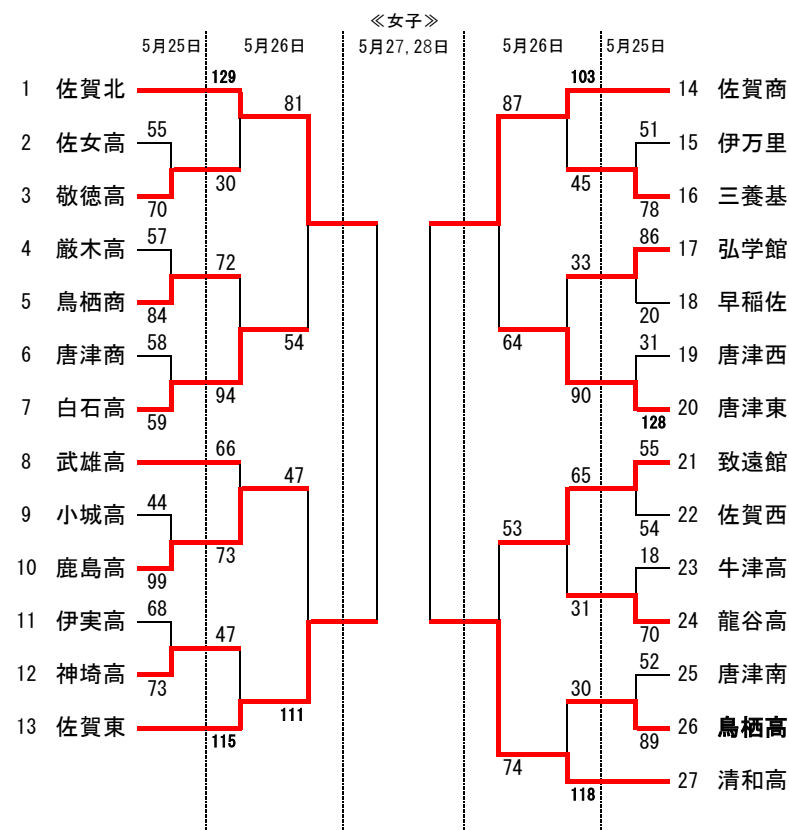 ≪女子≫
5月25日 5月26日 5月27,28日 5月26日 5月25日
129 103
1 佐賀北 14 佐賀商
81 87
55 51
2 佐女高 15 伊万里
30 45
3 敬徳高 16 三養基
70 78
57 86
4 厳木高 17 弘学館
72 33
5 鳥栖商 18 早稲佐
84 20
58 54 64 31
6 唐津商 19 唐津西
94 90
7 白石高 20 唐津東
59 128
66 55
8 武雄高 21 致遠館
47 65
44
9 小城高 22 佐賀西
73 53 54
10 鹿島高 23 牛津高
99 18
68 31
11 伊実高 24 龍谷高
47 70
52
12 神埼高 25 唐津南
73 30
111
13 佐賀東 26 鳥栖高
115 89
74
27 清和高
118